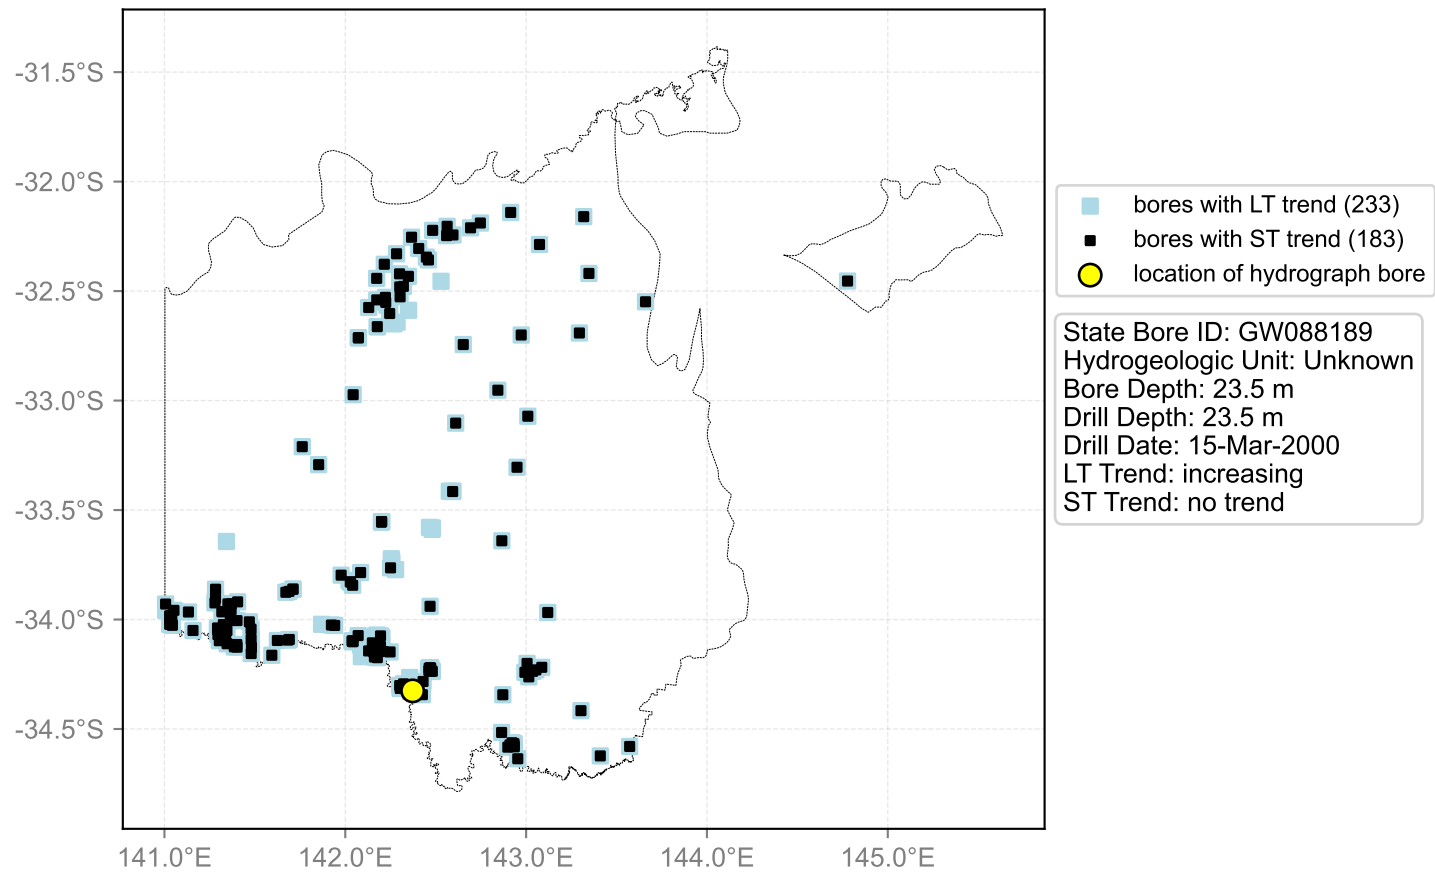 -31.5°S
-32.0°S
-32.5°S
-33.0°S
-33.5°S
-34.0°S
-34.5°S
141.0°E 142.0°E 143.0°E 144.0°E 145.0°E
bores with LT trend (233)
bores with ST trend (183)
location of hydrograph bore
State Bore ID: GW088189
Hydrogeologic Unit: Unknown
Bore Depth: 23.5 m
Drill Depth: 23.5 m
Drill Date: 15-Mar-2000
LT Trend: increasing
ST Trend: no trend